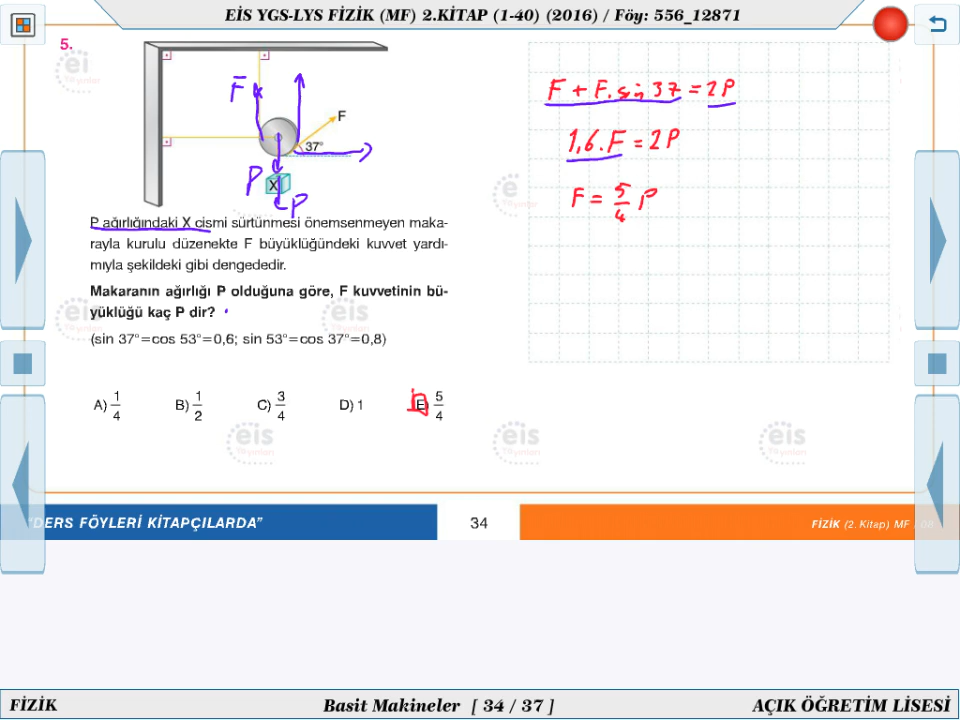 EİS YGS-LYS FİZİK (MF) 2.KİTAP (1-40) (2016) / Föy: 556_12871
5.
F
F
37°
P
X
P
P ağırlığındaki X cismi sürtünmesi önemsenmeyen maka-
rayla kurulu düzenekte F büyüklüğündeki kuvvet yardı-
mıyla şekildeki gibi dengededir.
Makaranın ağırlığı P olduğuna göre, F kuvvetinin bü-
yüklüğü kaç P dir?
(sin 37°=cos 53°=0,6; sin 53°=cos 37°=0,8)
A) 1/4 B) 1/2 C) 3/4 D) 1 E) 5/4
F + F. sin 37 = 2P
1,6. F = 2P
F = 5/4 P
eis
yayınları
"DERS FÖYLERİ KİTAPÇILARDA"
34
FİZİK (2. Kitap) MF
FİZİK
Basit Makineler [ 34 / 37 ]
AÇIK ÖĞRETİM LİSESİ